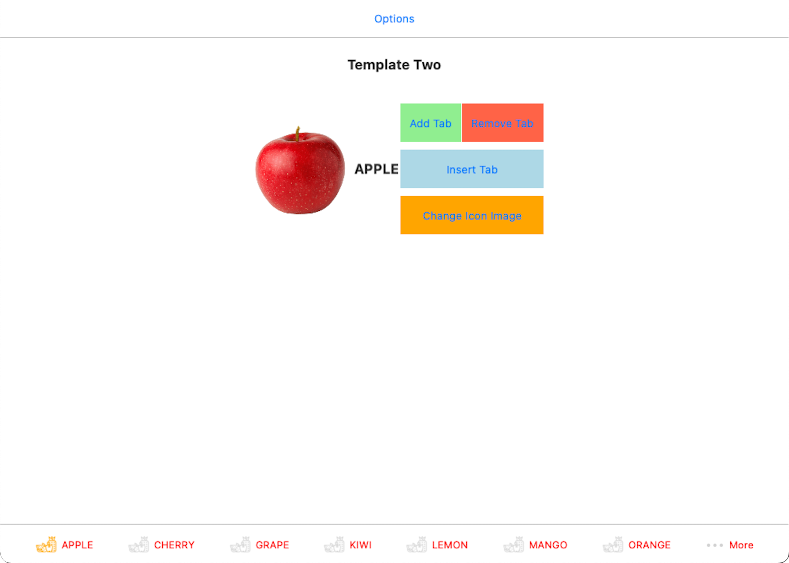 Options
Template Two
Add Tab Remove Tab
APPLE Insert Tab
Change Icon Image
APPLE CHERRY GRAPE KIWI LEMON MANGO ORANGE More